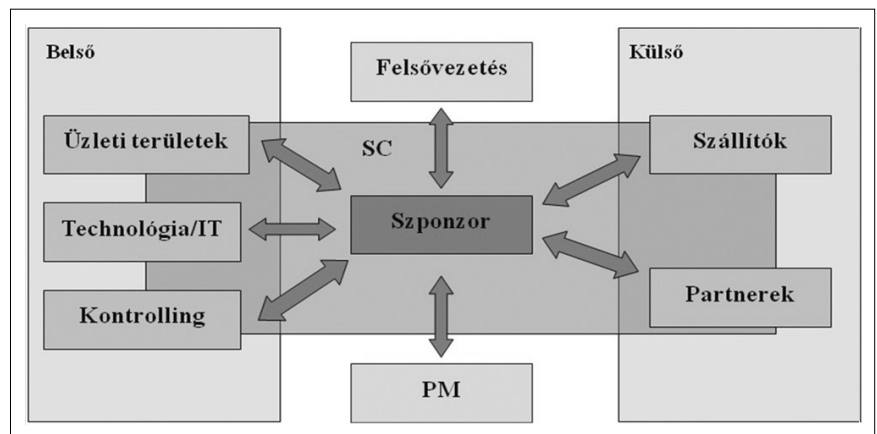 Belső
Felsővezetés
Külső
Üzleti területek
SC
Szállítók
Technológia/IT
Szponzor
Kontrolling
Partnerek
PM